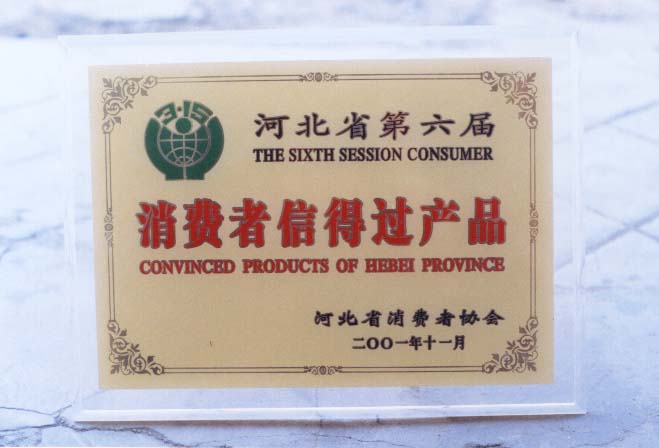 3·15
河北省第六届
THE SIXTH SESSION CONSUMER
消费者信得过产品
CONVINCED PRODUCTS OF HEBEI PROVINCE
河北省消费者协会
二〇〇一年十一月